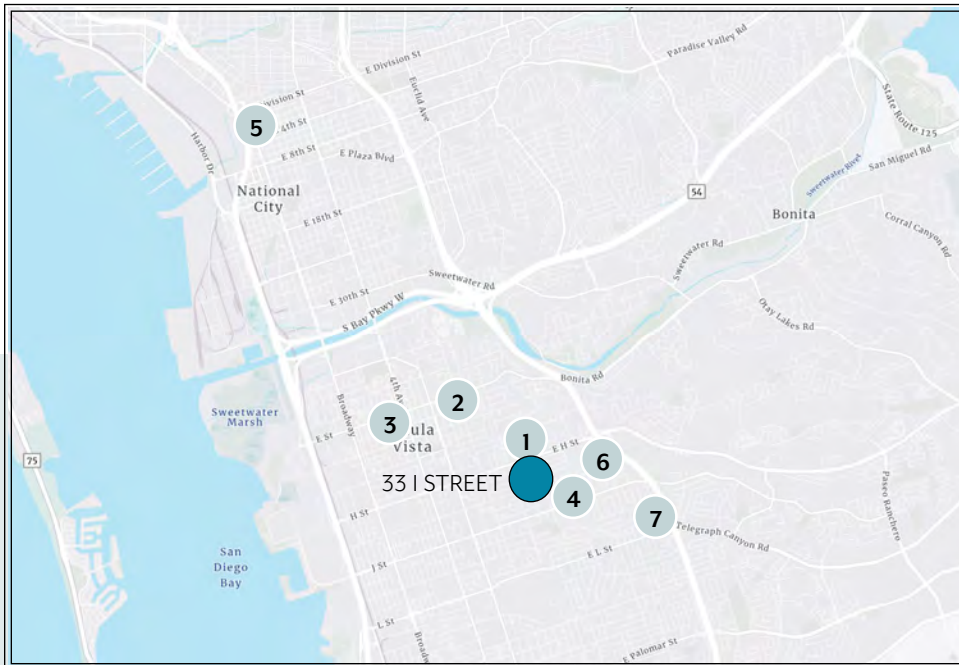 Paradise Valley Rd
E Division St
Euclid Ave
State Route 125
Division St
5
E 4th St
Harbor Dr
E 8th St
E Plaza Blvd
San Miguel Rd
Sweetwater River
National
City
54
Bonita
E 18th St
Corral Canyon Rd
Sweetwater Rd
Sweetwater Rd
E 30th St
S Bay Pkwy W
Otay Lakes Rd
Bonita Rd
4th Av
2
Broadway
Sweetwater
Marsh
3
ula
Vista
E St
1
E H St
75
6
33 I STREET
4
Paseo Ranchero
H St
7
Telegraph Canyon Rd
San
Diego
Bay
E L St
J St
L St
Broadw
E Palomar St